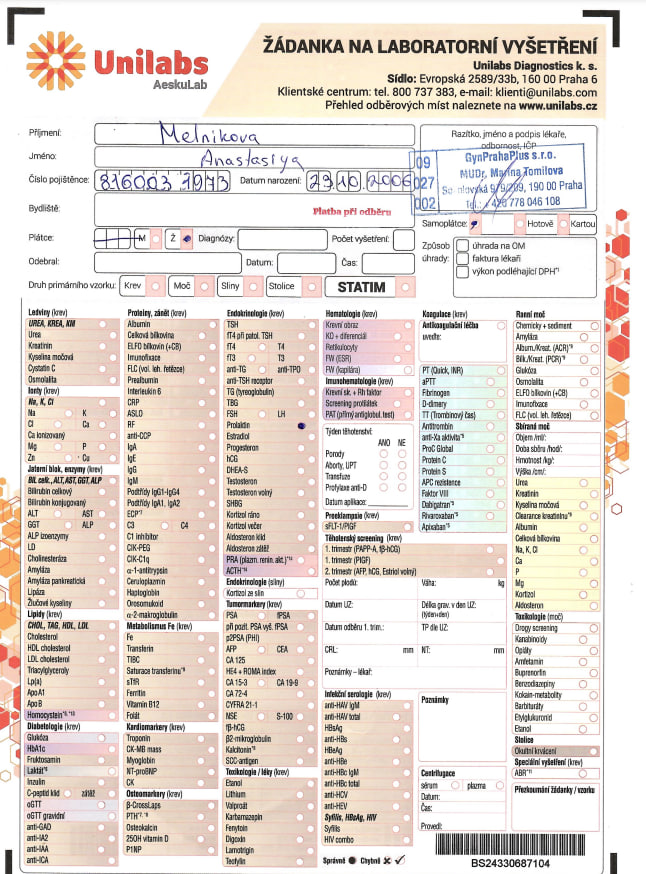 Unilabs
AeskuLab
ŽÁDANKA NA LABORATORNÍ VYŠETŘENÍ
Unilabs Diagnostics k. s.
Sídlo: Evropská 2589/33b, 160 00 Praha 6
Klientské centrum: tel. 800 737 383, e-mail: klienti@unilabs.com
Přehled odběrových míst naleznete na www.unilabs.cz
Příjmení: Melnikova
Jméno: Anastasiya
Číslo pojištěnce: Datum narození:
Razítko, jméno a podpis lékaře,
odbornost, IČP
09
027
002
GynPrahaPlus s.r.o.
MUDr. Marina Tomilova
190 00 Praha
Tel.: +420 778 046 108
Bydliště: Platba při odběru
Plátce: M Ž Diagnózy: Počet vyšetření:
Samoplátce: Hotově Kartou
Odebral: Datum: Čas:
Způsob úhrady:
úhrada na OM
faktura lékaři
výkon podléhající DPH*)
Druh primárního vzorku: Krev Moč Sliny Stolice STATIM
Ledviny (krev)
UREA, KREA, KM
Urea
Kreatinin
Kyselina močová
Cystatin C
Osmolalita
Ionty (krev)
Na, K, Cl
Na K
Cl Ca
Ca ionizovaný
Mg P
Zn Cu
Jaterní blok, enzymy (krev)
BIL celk., ALT, AST, GGT, ALP
Bilirubin celkový
Bilirubin konjugovaný
ALT AST
GGT ALP
ALP izoenzymy
LD
Cholinesteráza
Amyláza
Amyláza pankreatická
Lipáza
Žlučové kyseliny
Lipidy (krev)
CHOL, TAG, HDL, LDL
Cholesterol
HDL cholesterol
LDL cholesterol
Triacylglyceroly
Lp(a)
Apo A1
Apo B
Homocystein
Diabetologie (krev)
Glukóza
HbA1c
Fruktosamin
Laktát
Inzulin
C-peptid klid zátěž
oGTT
oGTT gravidní
anti-GAD
anti-IA2
anti-IAA
anti-ICA
Proteiny, zánět (krev)
Albumin
Celková bílkovina
ELFO bílkovin (+CB)
Imunofixace
FLC (vol. leh. řetězce)
Prealbumin
Interleukin 6
CRP
ASLO
RF
anti-CCP
IgA
IgE
IgG
IgM
Podtřídy IgG1-IgG4
Podtřídy IgA1, IgA2
ECP
C3 C4
C1 inhibitor
CIK-PEG
CIK-C1q
α-1-antitrypsin
Ceruloplazmin
Haptoglobin
Orosomukoid
α-2-makroglobulin
Metabolismus Fe (krev)
Fe
Transferin
TIBC
Saturace transferinu
sTfR
Ferritin
Vitamin B12
Folát
Kardiomarkery (krev)
Troponin
CK-MB mass
Myoglobin
NT-proBNP
CK
Osteomarkery (krev)
β-CrossLaps
PTH
Osteokalcin
25OH vitamin D
P1NP
Endokrinologie (krev)
TSH
fT4 při patol. TSH
fT4 T4
fT3 T3
anti-TG anti-TPO
anti-TSH receptor
TG (tyreoglobulin)
TBG
FSH LH
Prolaktin
Estradiol
Progesteron
hCG
DHEA-S
Testosteron
Testosteron volný
SHBG
Kortizol ráno
Kortizol večer
Aldosteron klid
Aldosteron zátěž
PRA (plazm. renin. akt.)
ACTH
Endokrinologie (sliny)
Kortizol ze slin
Tumormarkery (krev)
PSA fPSA
při pozit. PSA vyš. fPSA
p2PSA (PHI)
AFP CEA
CA 125
HE4 + ROMA index
CA 15-3 CA 19-9
CA 72-4
CYFRA 21-1
NSE S-100
fβ-hCG
β2-mikroglobulin
Kalcitonin
SCC-antigen
Toxikologie / léky (krev)
Etanol
Lithium
Valproát
Karbamazepin
Fenytoin
Digoxin
Lamotrigin
Teofylin
Hematologie (krev)
Krevní obraz
KO + diferenciál
Retikulocyty
FW (ESR)
FW (kapilára)
Imunohematologie (krev)
Krevní sk. + Rh faktor
Screening protilátek
PAT (přímý antiglobul. test)
Týden těhotenství:
ANO NE
Porody
Aborty, UPT
Transfuze
Profylaxe anti-D
Datum aplikace:
Preeklampsie (krev)
sFLT-1/PlGF
Těhotenský screening (krev)
1. trimestr (PAPP-A, fβ-hCG)
1. trimestr (PlGF)
2. trimestr (AFP, hCG, Estriol volný)
Počet plodů: Váha: kg
Datum UZ: Délka grav. v den UZ:
(týden+den)
Datum odběru 1. trim.: TP dle UZ:
CRL: mm NT: mm
Poznámky – lékař:
Infekční serologie (krev)
anti-HAV IgM
anti-HAV total
HBsAg
anti-HBs
HBeAg
anti-HBe
anti-HBc IgM
anti-HBc total
anti-HCV
anti-HEV
Syfilis, HBsAg, HIV
Syfilis
HIV combo
Správně Chybně
Koagulace (krev)
Antikoagulační léčba
uveďte:
PT (Quick, INR)
aPTT
Fibrinogen
D-dimery
TT (Trombinový čas)
Antitrombin
anti-Xa aktivita
ProC Global
Protein C
Protein S
APC rezistence
Faktor VIII
Dabigatran
Rivaroxaban
Apixaban
Poznámky
Centrifugace
sérum plazma
Datum:
Čas:
Provedl:
Ranní moč
Chemicky + sediment
Amyláza
Album./Kreat. (ACR)
Bílk./Kreat. (PCR)
Glukóza
Osmolalita
ELFO bílkovin (+CB)
Imunofixace
FLC (vol. leh. řetězce)
Sbíraná moč
Objem /ml/:
Doba sběru /hod/:
Hmotnost /kg/:
Výška /cm/:
Urea
Kreatinin
Kyselina močová
Clearance kreatininu
Albumin
Celková bílkovina
Na, K, Cl
Ca
P
Mg
Kortizol
Aldosteron
Toxikologie (moč)
Drogy screening
Kanabinoidy
Opiáty
Amfetamin
Buprenorfin
Benzodiazepiny
Kokain-metabolity
Barbituráty
Etylglukuronid
Etanol
Stolice
Okultní krvácení
Speciální vyšetření (krev)
ABR
Přezkoumání žádanky / vzorku
BS24330687104